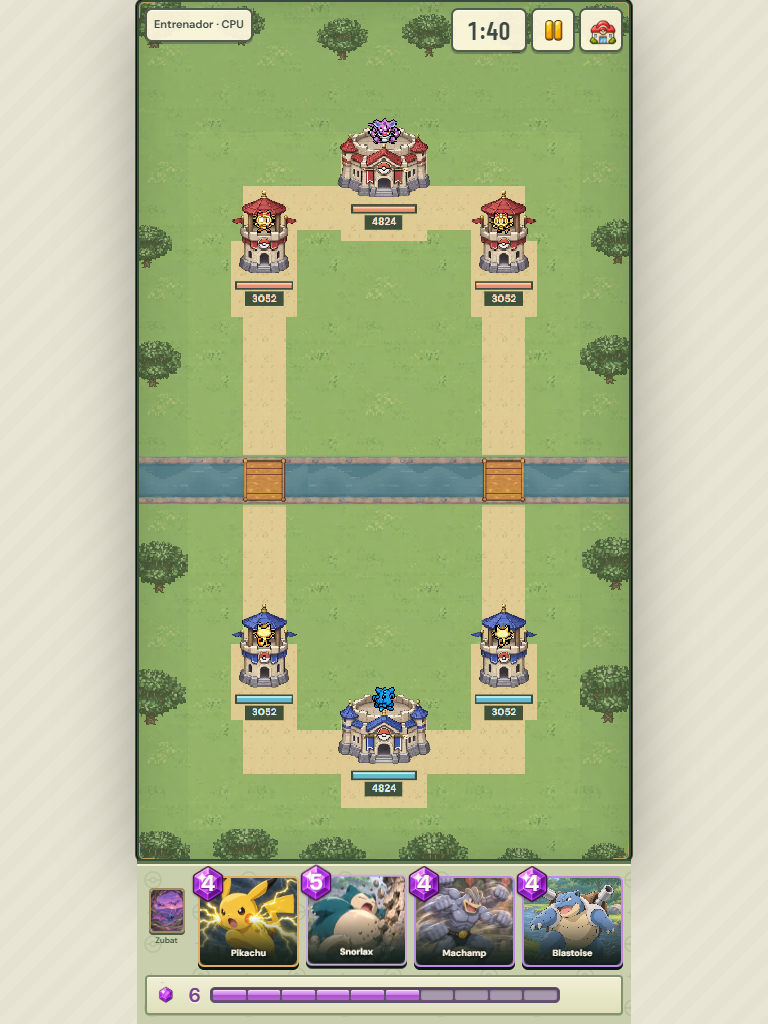 Entrenador · CPU
1:40
4824
3052
3052
3052
3052
4824
4
5
4
4
Zubat
Pikachu
Snorlax
Machamp
Blastoise
6